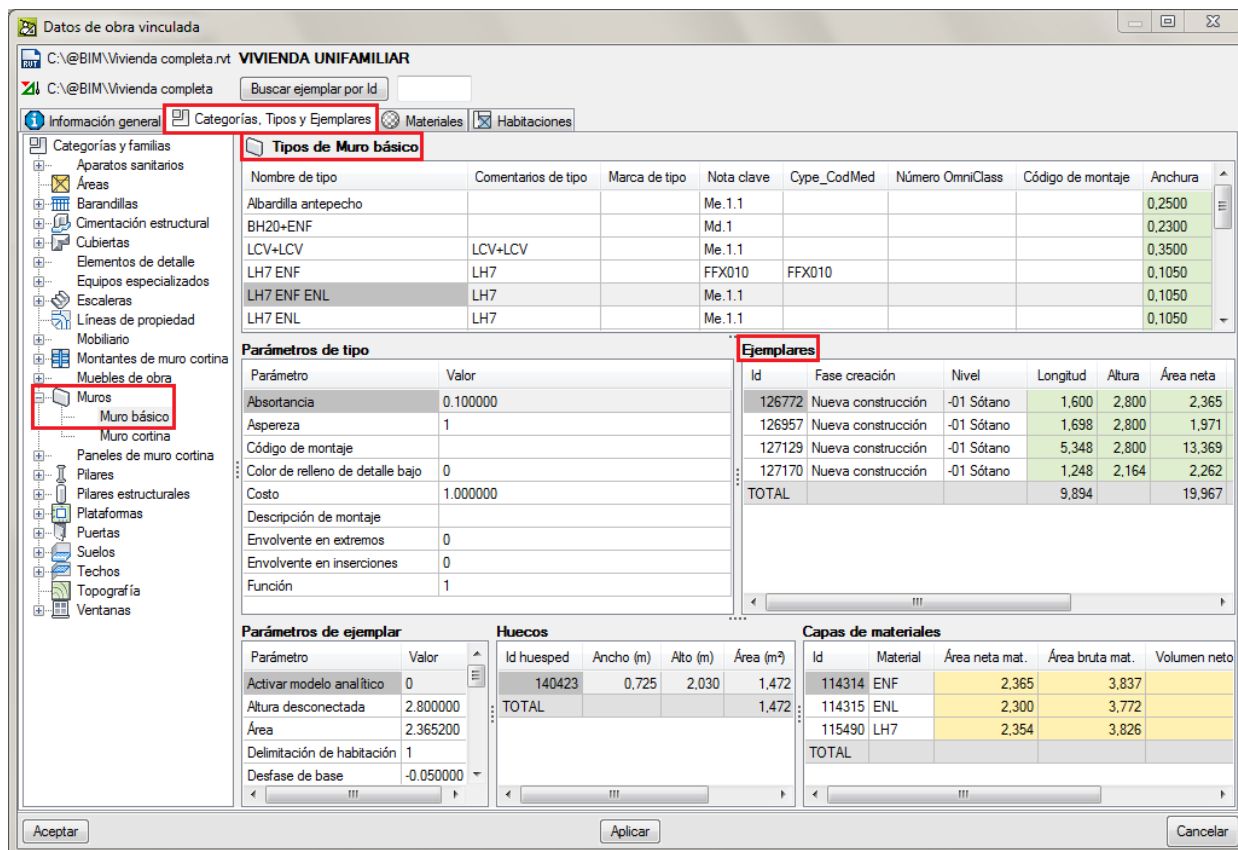 Datos de obra vinculada
C:\@BIM\Vivienda completa.rvt VIVIENDA UNIFAMILIAR
C:\@BIM\Vivienda completa Buscar ejemplar por Id
Información general Categorías, Tipos y Ejemplares Materiales Habitaciones
Categorías y familias
Aparatos sanitarios
Áreas
Barandillas
Cimentación estructural
Cubiertas
Elementos de detalle
Equipos especializados
Escaleras
Líneas de propiedad
Mobiliario
Montantes de muro cortina
Muebles de obra
Muros
Muro básico
Muro cortina
Paneles de muro cortina
Pilares
Pilares estructurales
Plataformas
Puertas
Suelos
Techos
Topografía
Ventanas
Tipos de Muro básico
Nombre de tipo Comentarios de tipo Marca de tipo Nota clave Cype_CodMed Número OmniClass Código de montaje Anchura
Albardilla antepecho Me.1.1 0,2500
BH20+ENF Md.1 0,2300
LCV+LCV LCV+LCV Me.1.1 0,3500
LH7 ENF LH7 FFX010 FFX010 0,1050
LH7 ENF ENL LH7 Me.1.1 0,1050
LH7 ENL LH7 Me.1.1 0,1050
Parámetros de tipo
Parámetro Valor
Absortancia 0.100000
Aspereza 1
Código de montaje
Color de relleno de detalle bajo 0
Costo 1.000000
Descripción de montaje
Envolvente en extremos 0
Envolvente en inserciones 0
Función 1
Ejemplares
Id Fase creación Nivel Longitud Altura Área neta
126772 Nueva construcción -01 Sótano 1,600 2,800 2,365
126957 Nueva construcción -01 Sótano 1,698 2,800 1,971
127129 Nueva construcción -01 Sótano 5,348 2,800 13,369
127170 Nueva construcción -01 Sótano 1,248 2,164 2,262
TOTAL 9,894 19,967
Parámetros de ejemplar
Parámetro Valor
Activar modelo analítico 0
Altura desconectada 2.800000
Área 2.365200
Delimitación de habitación 1
Desfase de base -0.050000
Huecos
Id huesped Ancho (m) Alto (m) Área (m²)
140423 0,725 2,030 1,472
TOTAL 1,472
Capas de materiales
Id Material Área neta mat. Área bruta mat. Volumen neto
114314 ENF 2,365 3,837
114315 ENL 2,300 3,772
115490 LH7 2,354 3,826
TOTAL
Aceptar Aplicar Cancelar